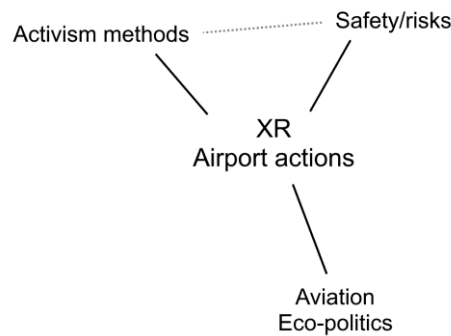 Activism methods
Safety/risks
XR
Airport actions
Aviation
Eco-politics